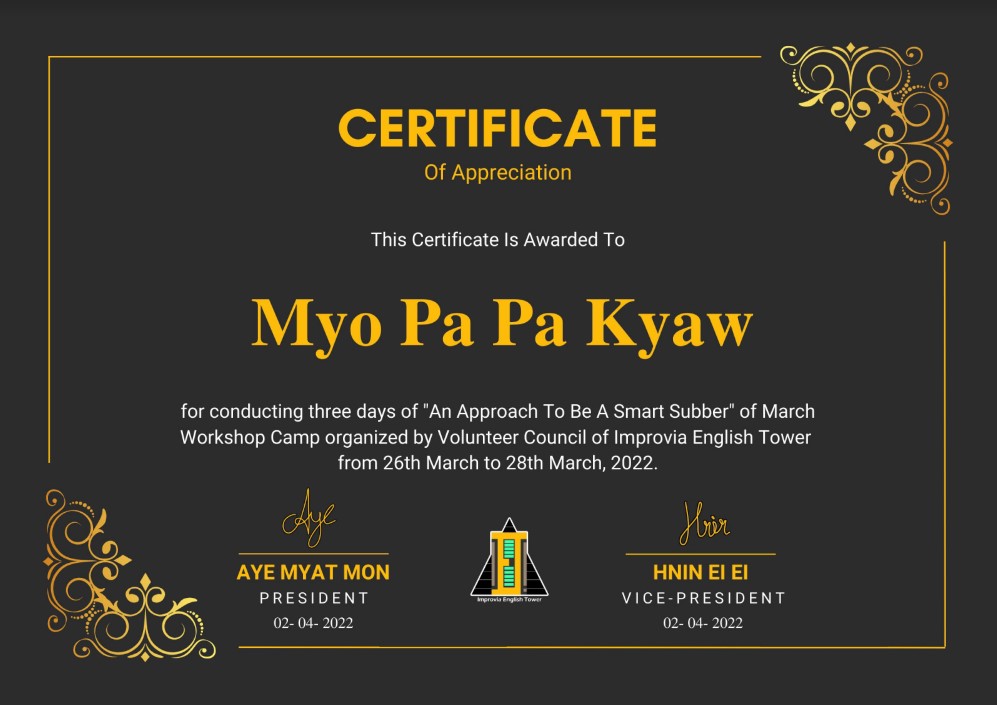 CERTIFICATE
Of Appreciation
This Certificate Is Awarded To
Myo Pa Pa Kyaw
for conducting three days of "An Approach To Be A Smart Subber" of March
Workshop Camp organized by Volunteer Council of Improvia English Tower
from 26th March to 28th March, 2022.
Aye
AYE MYAT MON
PRESIDENT
02- 04- 2022
Improvia English Tower
Hnin
HNIN EI EI
VICE-PRESIDENT
02- 04- 2022